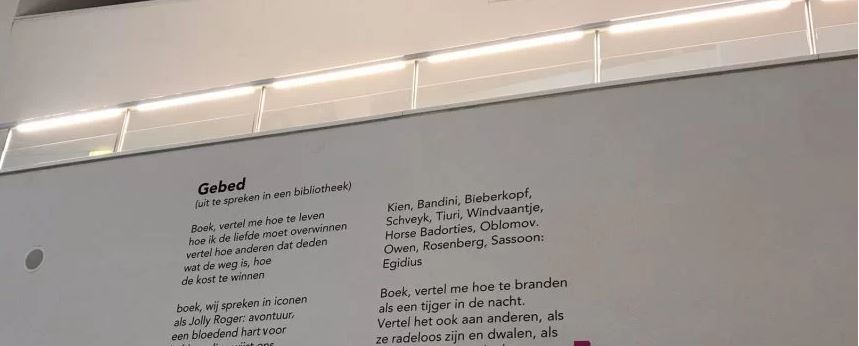 Gebed
(uit te spreken in een bibliotheek)
Boek, vertel me hoe te leven
hoe ik de liefde moet overwinnen
vertel hoe anderen dat deden
wat de weg is, hoe
de kost te winnen
boek, wij spreken in iconen
als Jolly Roger: avontuur,
een bloedend hart voor
Kien, Bandini, Bieberkopf,
Schveyk, Tiuri, Windvaantje,
Horse Badorties, Oblomov.
Owen, Rosenberg, Sassoon:
Egidius
Boek, vertel me hoe te branden
als een tijger in de nacht.
Vertel het ook aan anderen, als
ze radeloos zijn en dwalen, als